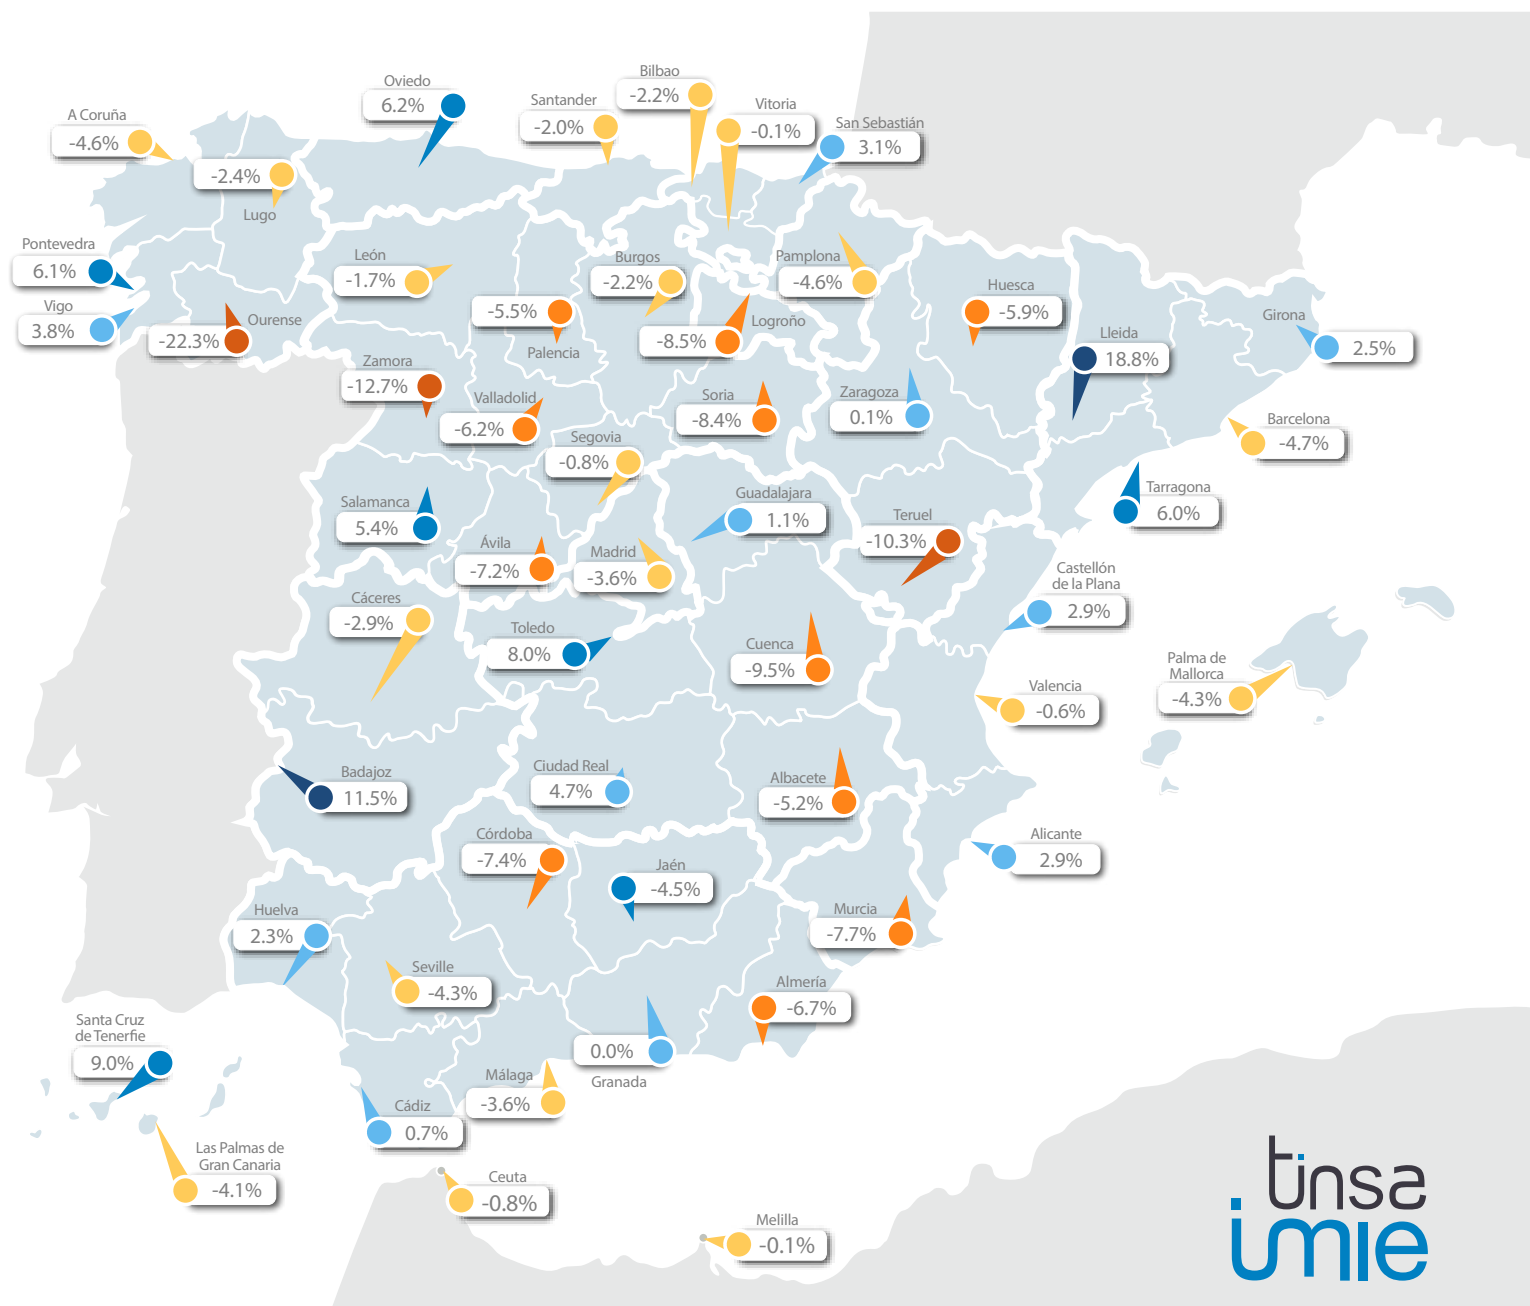 Bilbao
-2.2%
Oviedo
6.2%
Santander
-2.0%
Vitoria
-0.1%
A Coruña
-4.6%
San Sebastián
3.1%
-2.4%
Lugo
Pontevedra
6.1%
León
-1.7%
Burgos
-2.2%
Pamplona
-4.6%
Huesca
-5.9%
Vigo
3.8%
Ourense
-22.3%
-5.5%
Palencia
Logroño
-8.5%
Lleida
18.8%
Girona
2.5%
Zamora
-12.7%
Valladolid
-6.2%
Soria
-8.4%
Zaragoza
0.1%
Barcelona
-4.7%
Segovia
-0.8%
Salamanca
5.4%
Guadalajara
1.1%
Tarragona
6.0%
Teruel
-10.3%
Ávila
-7.2%
Madrid
-3.6%
Castellón
de la Plana
2.9%
Cáceres
-2.9%
Toledo
8.0%
Cuenca
-9.5%
Palma de
Mallorca
-4.3%
Valencia
-0.6%
Badajoz
11.5%
Ciudad Real
4.7%
Albacete
-5.2%
Córdoba
-7.4%
Alicante
2.9%
Jaén
-4.5%
Huelva
2.3%
Murcia
-7.7%
Seville
-4.3%
Almería
-6.7%
Santa Cruz
de Tenerfie
9.0%
0.0%
Granada
Málaga
-3.6%
Cádiz
0.7%
Las Palmas de
Gran Canaria
-4.1%
Ceuta
-0.8%
Melilla
-0.1%
tinsa
imie